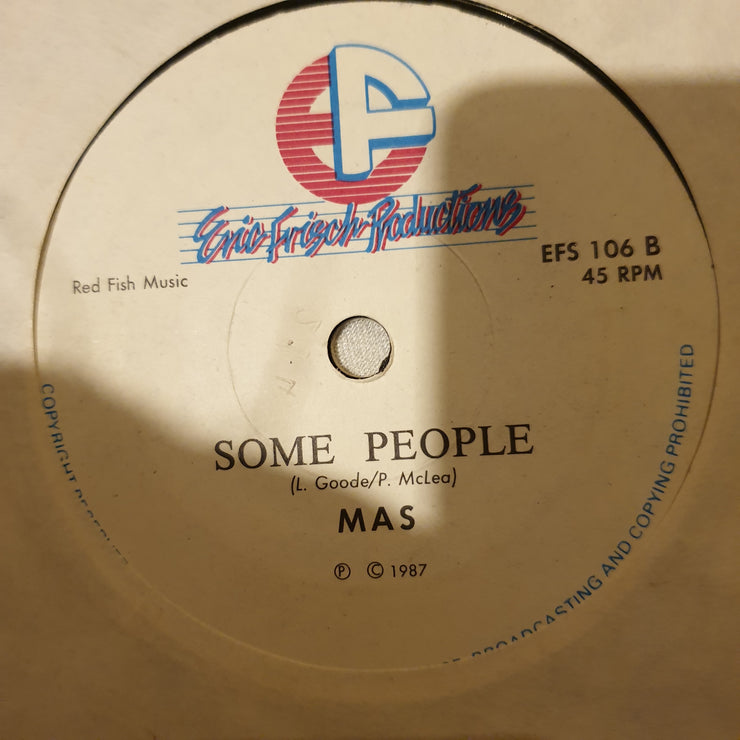 Eric Frisch Productions
EFS 106 B
45 RPM
Red Fish Music
SOME PEOPLE
(L. Goode/P. McLea)
MAS
Ⓟ © 1987
COPYRIGHT
BROADCASTING AND COPYING PROHIBITED